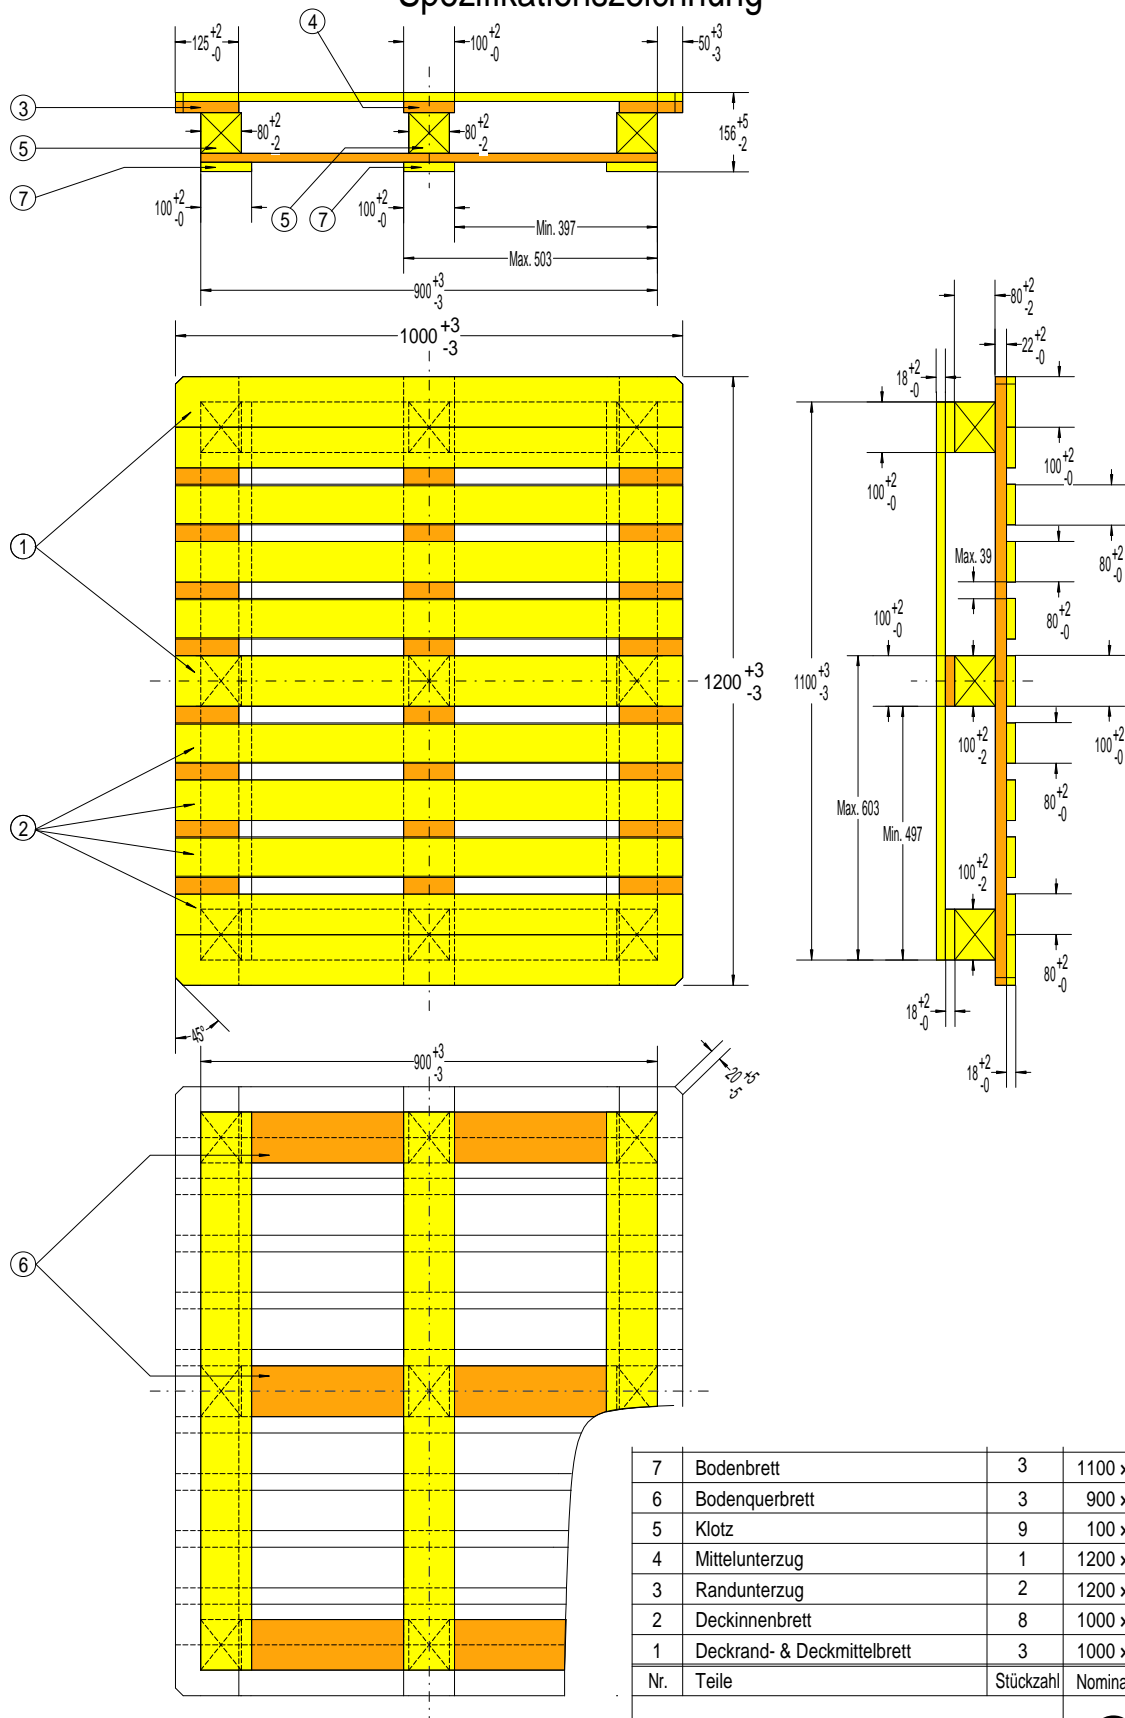 Spezifikationszeichnung
4
125 +2 -0
100 +2 -0
50 +3 -3
3
5
7
80 +2 -2
80 +2 -2
156 +5 -2
100 +2 -0
5
7
100 +2 -0
Min. 397
Max. 503
900 +3 -3
1000 +3 -3
80 +2 -2
22 +2 -0
18 +2 -0
100 +2 -0
100 +2 -0
1
Max. 39
80 +2 -0
100 +2 -0
80 +2 -0
1200 +3 -3
1100 +3 -3
100 +2 -2
100 +2 -0
2
Max. 603
Min. 497
80 +2 -0
100 +2 -2
80 +2 -0
18 +2 -0
45°
900 +3 -3
20 +5 -5
18 +2 -0
6
7 Bodenbrett 3 1100 x
6 Bodenquerbrett 3 900 x
5 Klotz 9 100 x
4 Mittelunterzug 1 1200 x
3 Randunterzug 2 1200 x
2 Deckinnenbrett 8 1000 x
1 Deckrand- & Deckmittelbrett 3 1000 x
Nr. Teile Stückzahl Nomina